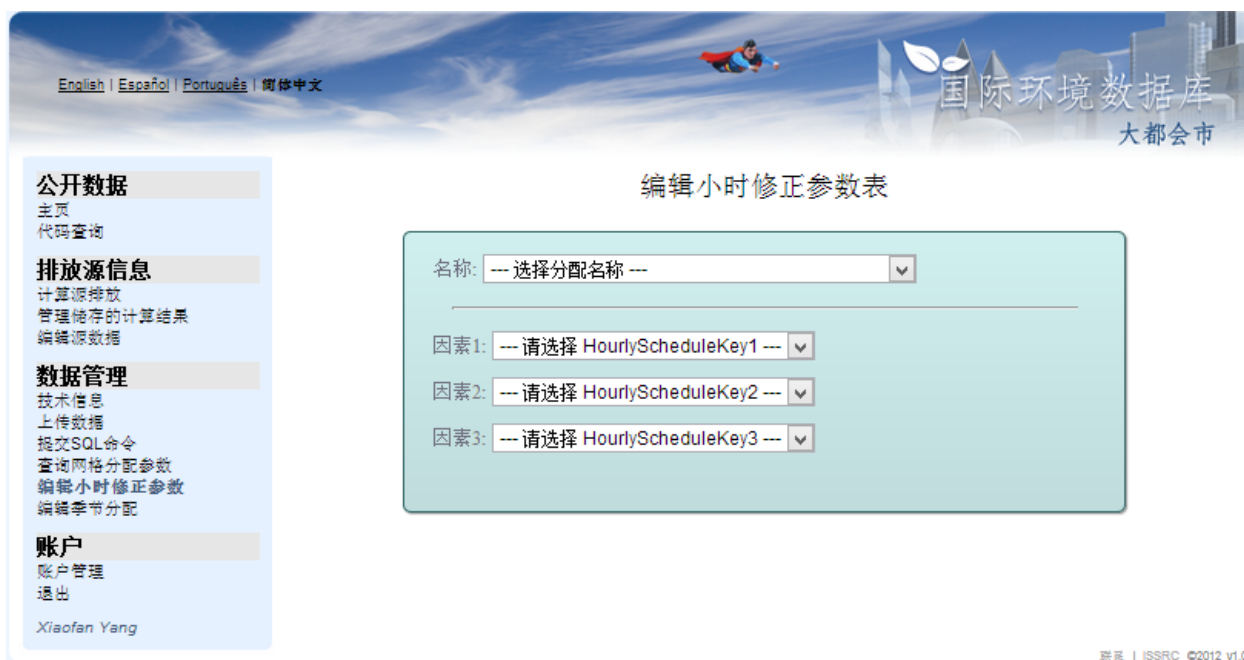 English | Español | Português | 简体中文
国际环境数据库
大都会市
公开数据
主页
代码查询
排放源信息
计算源排放
管理储存的计算结果
编辑源数据
数据管理
技术信息
上传数据
提交SQL命令
查询网格分配参数
编辑小时修正参数
编辑季节分配
账户
账户管理
退出
Xiaofan Yang
编辑小时修正参数表
名称: --- 选择分配名称 ---
因素1: --- 请选择 HourlyScheduleKey1 ---
因素2: --- 请选择 HourlyScheduleKey2 ---
因素3: --- 请选择 HourlyScheduleKey3 ---
联系 | ISSRC ©2012 v1.0